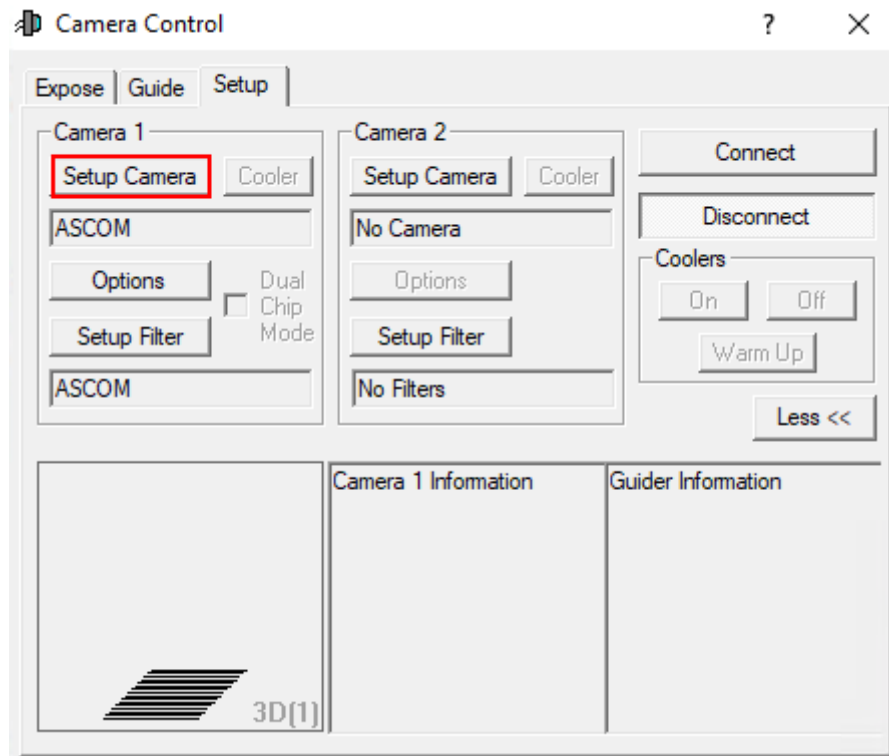 Camera Control
?
Expose Guide Setup
Camera 1
Setup Camera Cooler
ASCOM
Options
Dual
Chip
Mode
Setup Filter
ASCOM
Camera 2
Setup Camera Cooler
No Camera
Options
Setup Filter
No Filters
Connect
Disconnect
Coolers
On Off
Warm Up
Less <<
3D(1)
Camera 1 Information
Guider Information